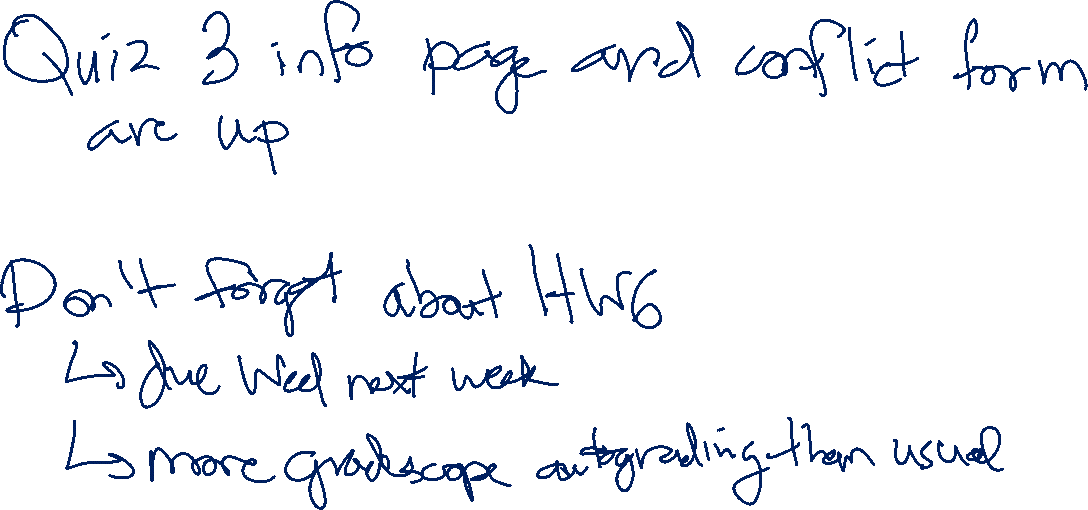 Quiz 3 info page and conflict form
are up
Don't forget about HW6
↳ due Wed next week
↳ more gradescope autograding than usual